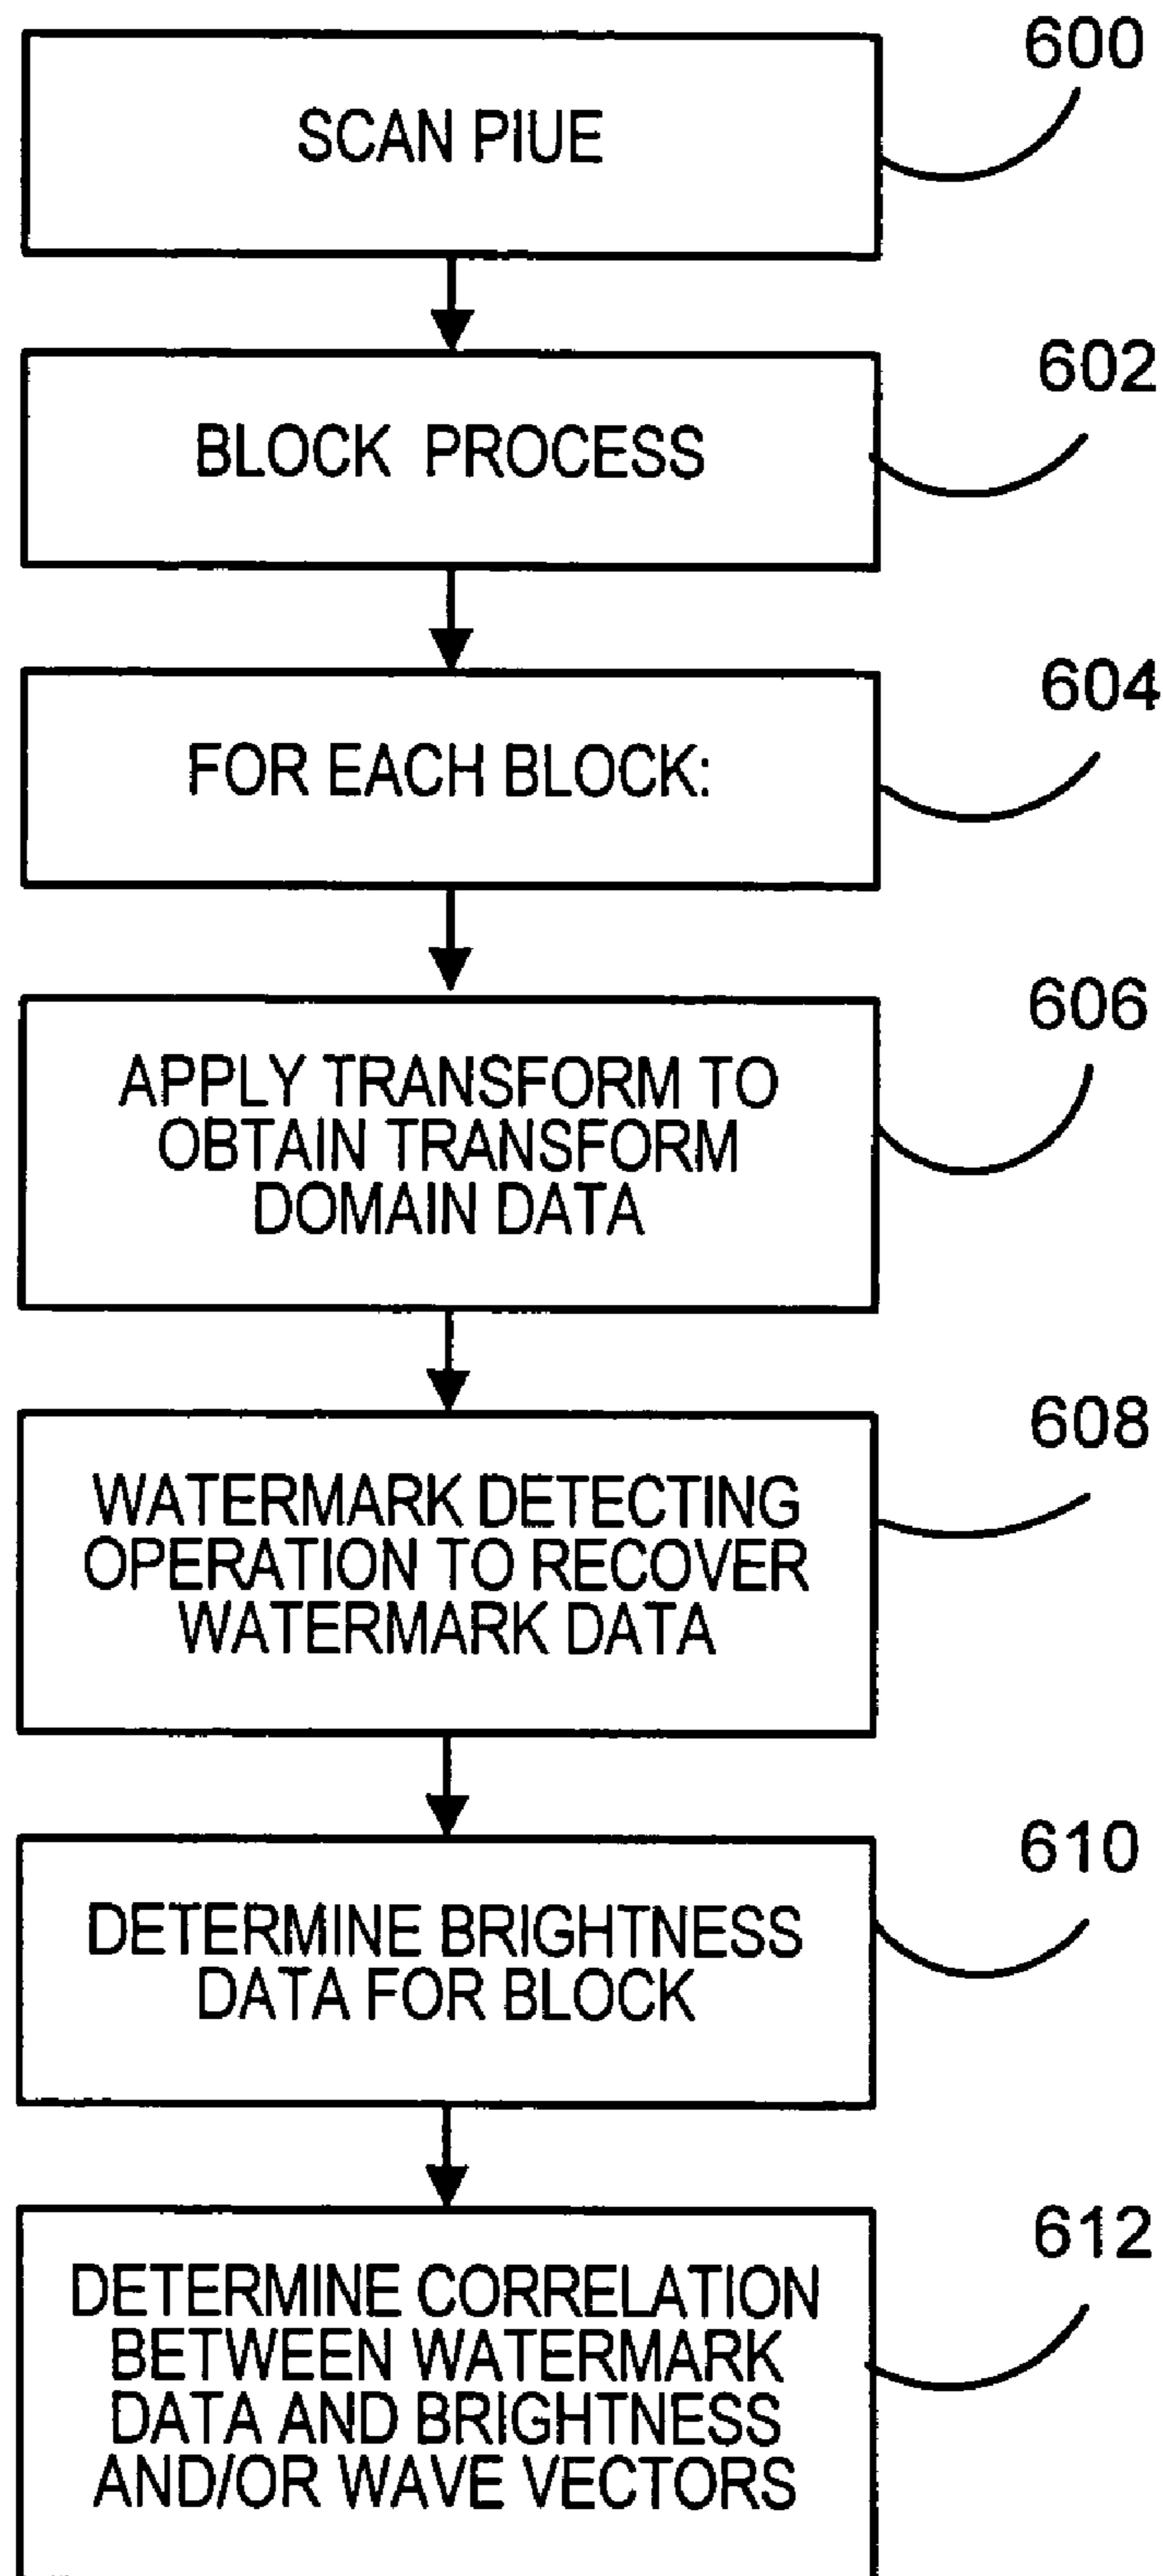 600
SCAN PIUE
602
BLOCK PROCESS
604
FOR EACH BLOCK:
606
APPLY TRANSFORM TO
OBTAIN TRANSFORM
DOMAIN DATA
608
WATERMARK DETECTING
OPERATION TO RECOVER
WATERMARK DATA
610
DETERMINE BRIGHTNESS
DATA FOR BLOCK
612
DETERMINE CORRELATION
BETWEEN WATERMARK
DATA AND BRIGHTNESS
AND/OR WAVE VECTORS